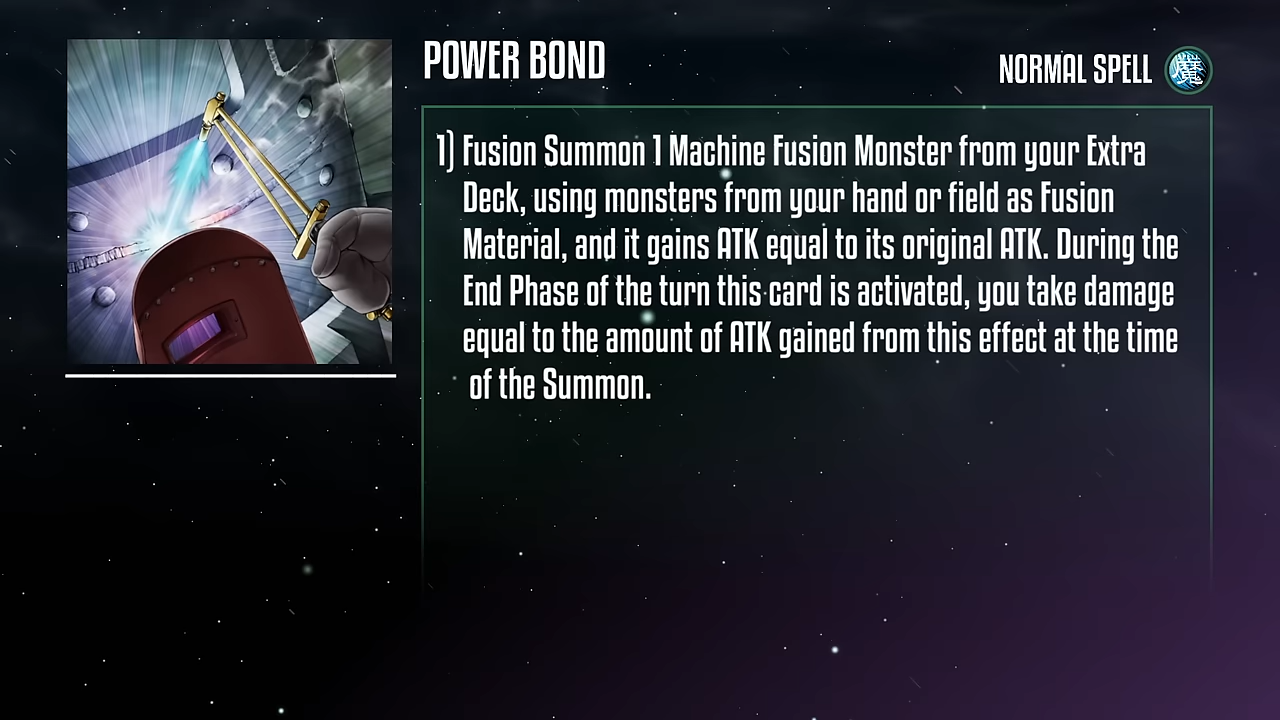 POWER BOND
NORMAL SPELL 魔
1) Fusion Summon 1 Machine Fusion Monster from your Extra
Deck, using monsters from your hand or field as Fusion
Material, and it gains ATK equal to its original ATK. During the
End Phase of the turn this card is activated, you take damage
equal to the amount of ATK gained from this effect at the time
of the Summon.